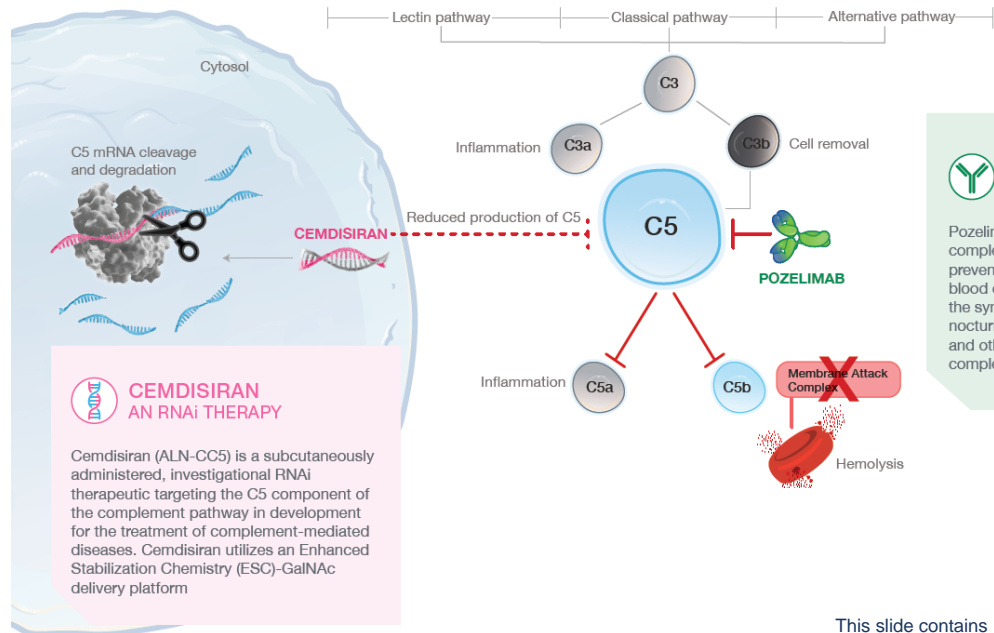 Lectin pathway
Classical pathway
Alternative pathway
Cytosol
C3
C3a
C3b
Inflammation
Cell removal
C5 mRNA cleavage
and degradation
Reduced production of C5
CEMDISIRAN
C5
POZELIMAB
Inflammation
C5a
C5b
Membrane Attack
Complex
Hemolysis
CEMDISIRAN
AN RNAi THERAPY
Cemdisiran (ALN-CC5) is a subcutaneously
administered, investigational RNAi
therapeutic targeting the C5 component of
the complement pathway in development
for the treatment of complement-mediated
diseases. Cemdisiran utilizes an Enhanced
Stabilization Chemistry (ESC)-GalNAc
delivery platform
blood
the
and
This slide contains